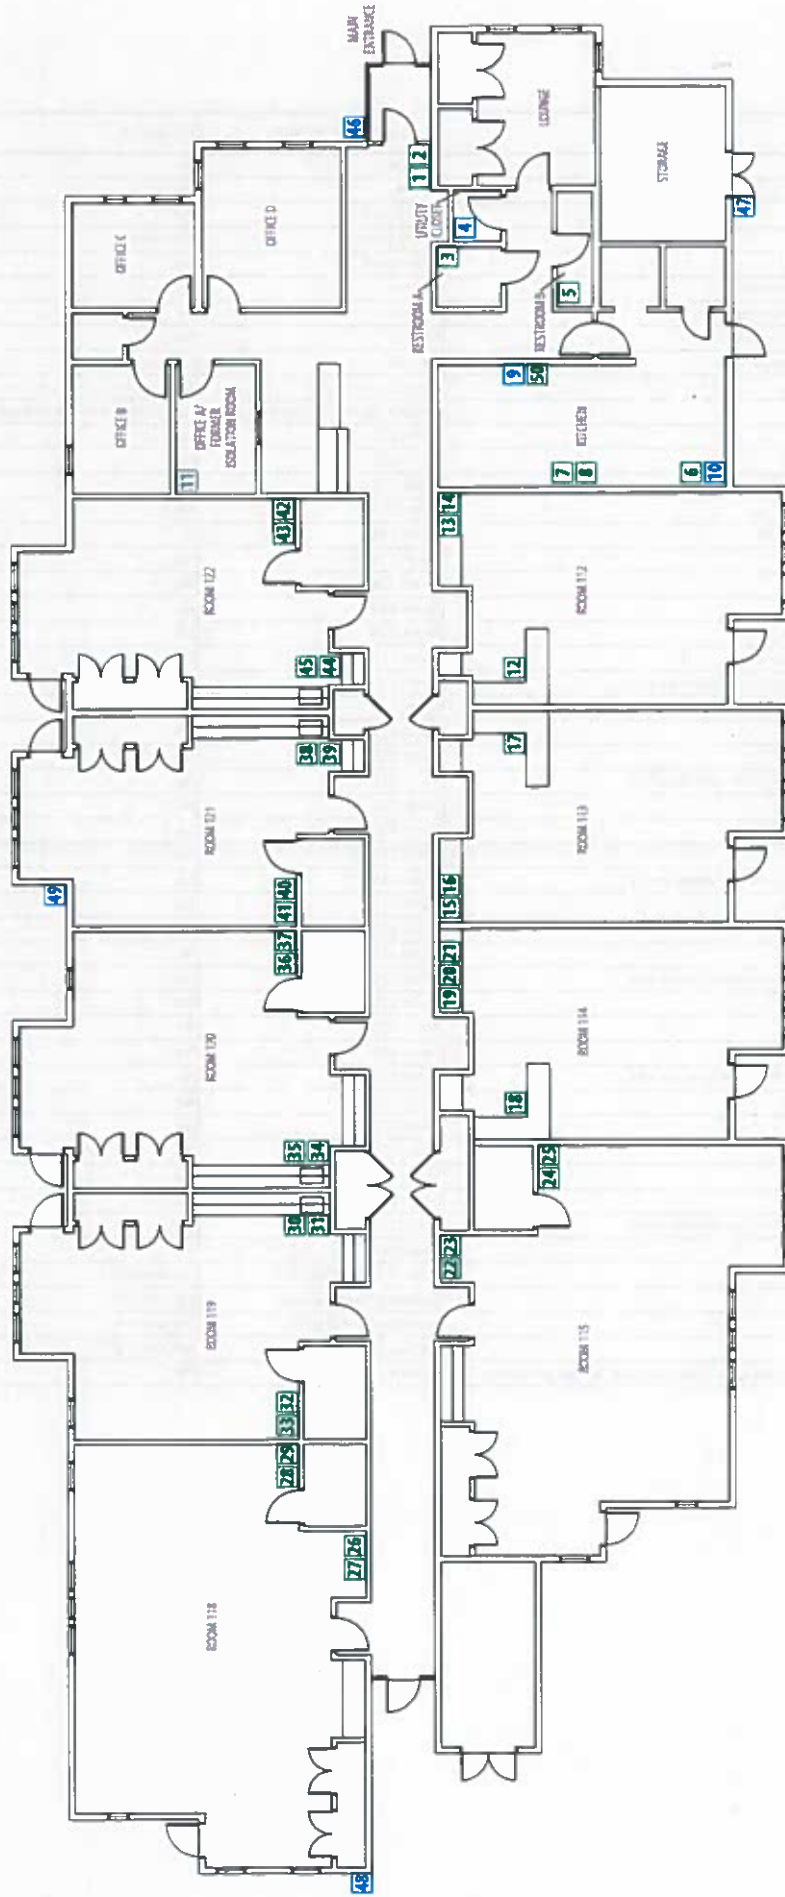 MAIN
ENTRANCE
46
1 2
LOUNGE
STORAGE
47
OFFICE C
OFFICE D
UTILITY
CLOSET
4
3
RESTROOM A
RESTROOM B
5
OFFICE B
OFFICE A/
FORMER
ISOLATION ROOM
11
9
50
KITCHEN
7
8
6
10
43 42
ROOM 122
45
44
13 14
ROOM 112
12
38
39
ROOM 121
41 40
49
17
ROOM 113
15 16
36 37
ROOM 120
35
34
19 20 21
ROOM 114
18
30
31
ROOM 119
33 32
24 25
22 23
ROOM 115
28 29
27 26
ROOM 118
48